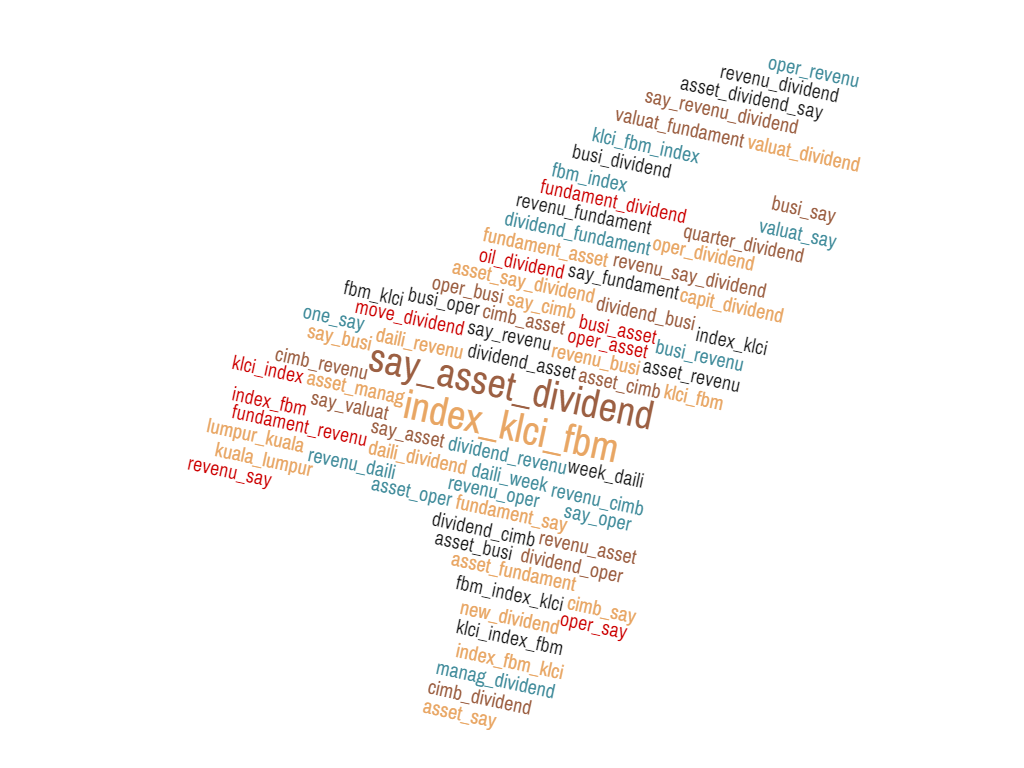 oper_revenu
revenu_dividend
asset_dividend_say
say_revenu_dividend
valuat_fundament valuat_dividend
klci_fbm_index
busi_dividend
fbm_index
fundament_dividend busi_say
revenu_fundament valuat_say
dividend_fundament quarter_dividend
fundament_asset oper_dividend
oil_dividend revenu_say_dividend
asset_say_dividend say_fundament capit_dividend
fbm_klci oper_busi say_cimb dividend_busi
busi_oper cimb_asset busi_asset index_klci
one_say move_dividend say_revenu oper_asset busi_revenu
say_busi daili_revenu dividend_asset revenu_busi asset_revenu
cimb_revenu say_asset_dividend asset_cimb klci_fbm
klci_index asset_manag index_klci_fbm
index_fbm say_valuat
fundament_revenu say_asset dividend_revenu week_daili
lumpur_kuala daili_dividend daili_week revenu_cimb
kuala_lumpur revenu_daili revenu_oper say_oper
revenu_say asset_oper fundament_say
dividend_cimb revenu_asset
asset_busi dividend_oper
asset_fundament
fbm_index_klci cimb_say
new_dividend oper_say
klci_index_fbm
index_fbm_klci
manag_dividend
cimb_dividend
asset_say